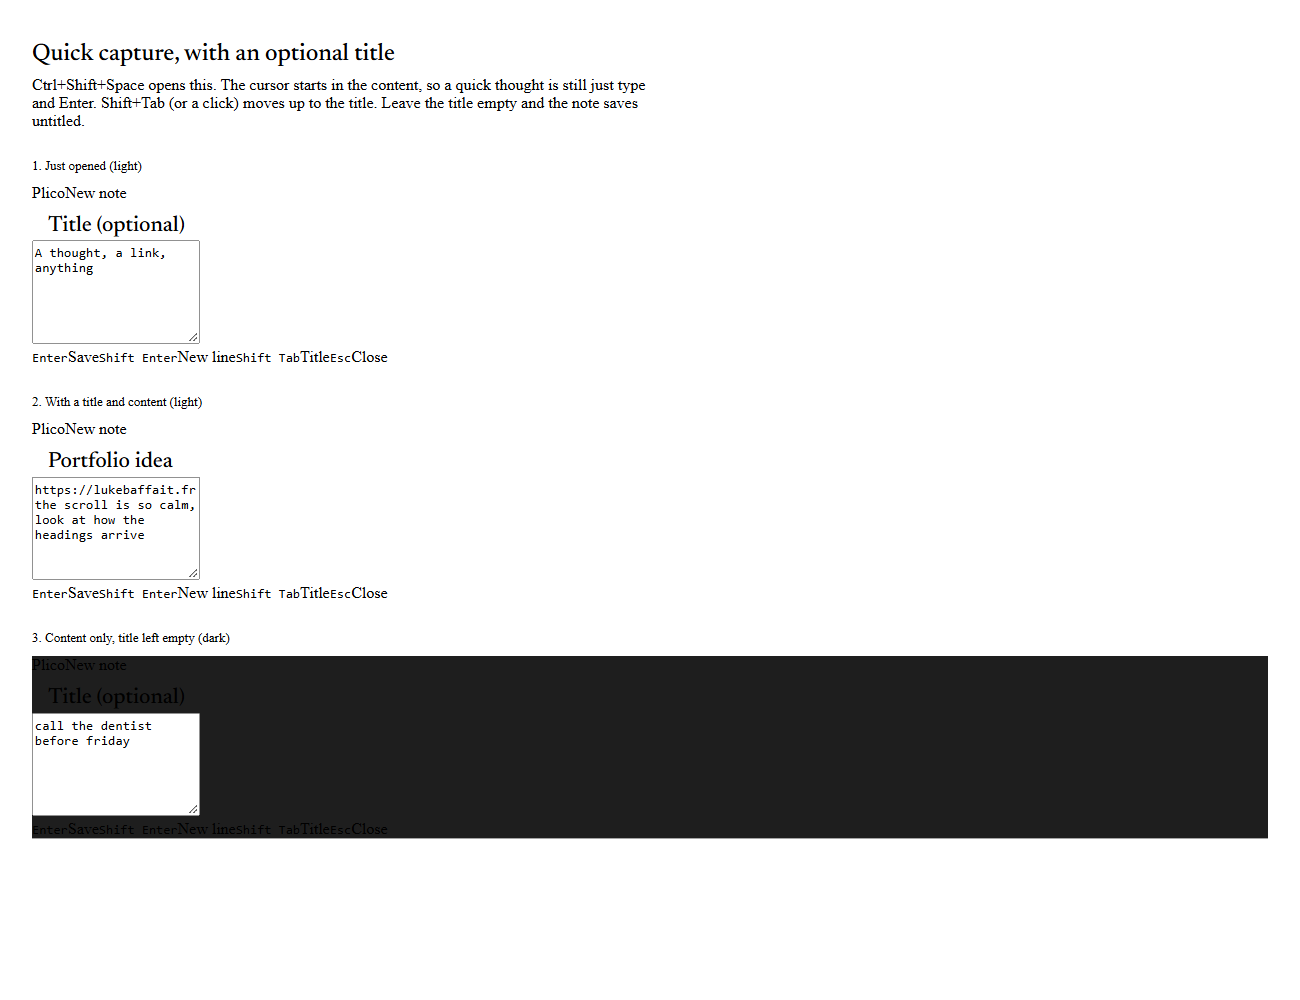 Quick capture, with an optional title
Ctrl+Shift+Space opens this. The cursor starts in the content, so a quick thought is still just type
and Enter. Shift+Tab (or a click) moves up to the title. Leave the title empty and the note saves
untitled.
1. Just opened (light)
PlicoNew note
Title (optional)
A thought, a link,
anything
EnterSaveShift EnterNew lineShift TabTitleEscClose
2. With a title and content (light)
PlicoNew note
Portfolio idea
https://lukebaffait.fr
the scroll is so calm,
look at how the
headings arrive
EnterSaveShift EnterNew lineShift TabTitleEscClose
3. Content only, title left empty (dark)
PlicoNew note
Title (optional)
call the dentist
before friday
EnterSaveShift EnterNew lineShift TabTitleEscClose